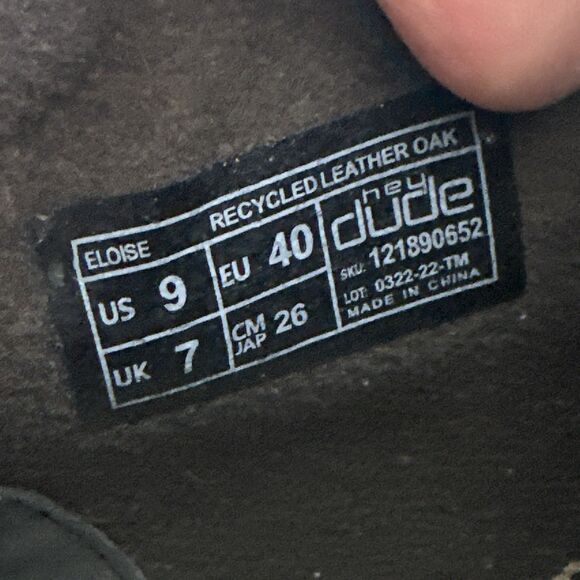 ELOISE RECYCLED LEATHER OAK
US 9 EU 40 hey dude
SKU: 121890652
UK 7 CM JAP 26 LOT: 0322-22-TM
MADE IN CHINA